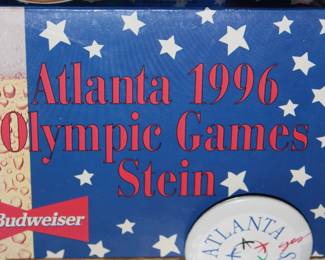 Atlanta 1996
Olympic Games
Stein
Budweiser
ATLANTA